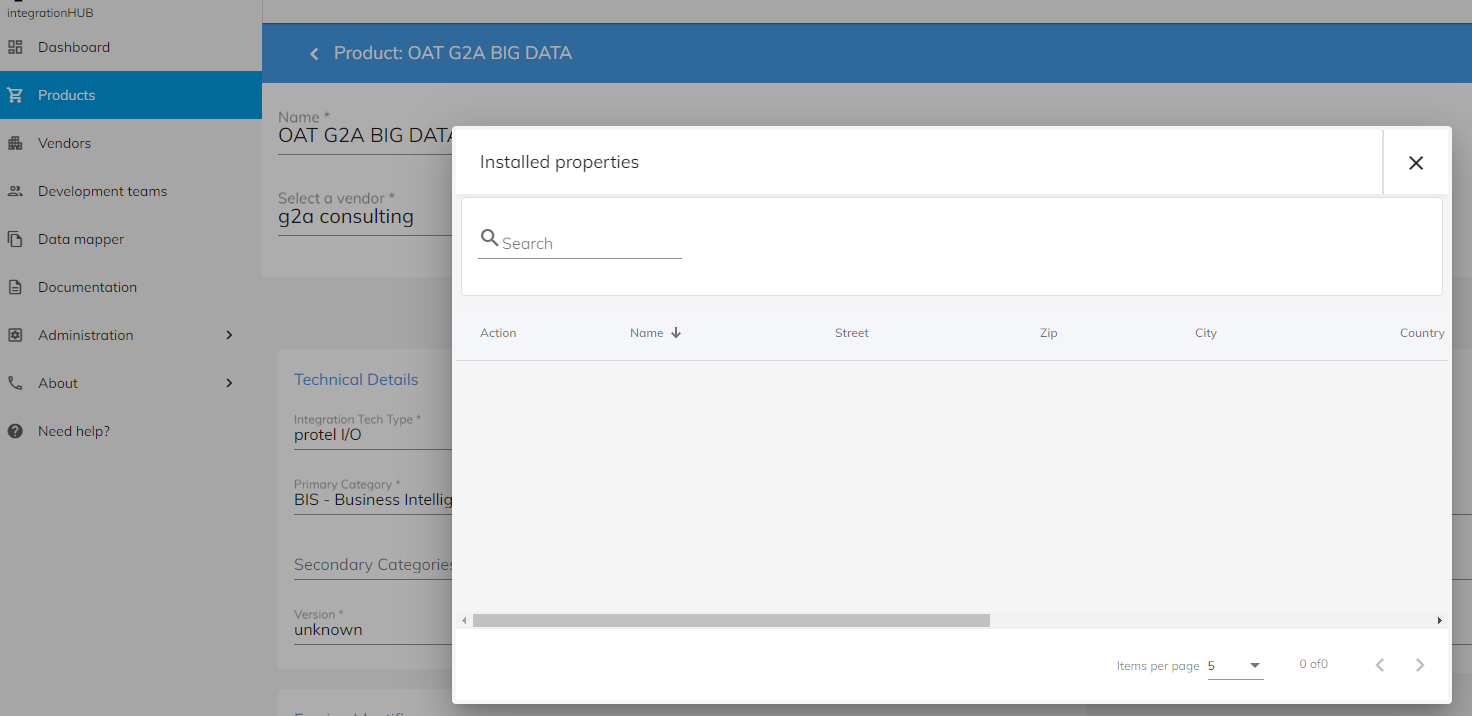 integrationHUB
Dashboard
Products
Vendors
Development teams
Data mapper
Documentation
Administration
About
Need help?
Product: OAT G2A BIG DATA
Name *
OAT G2A BIG DATA
Select a vendor *
g2a consulting
Technical Details
Integration Tech Type *
protel I/O
Primary Category *
BIS - Business Intellig
Secondary Categories
Version *
unknown
Installed properties
Search
Action Name Street Zip City Country
Items per page 5 0 of0